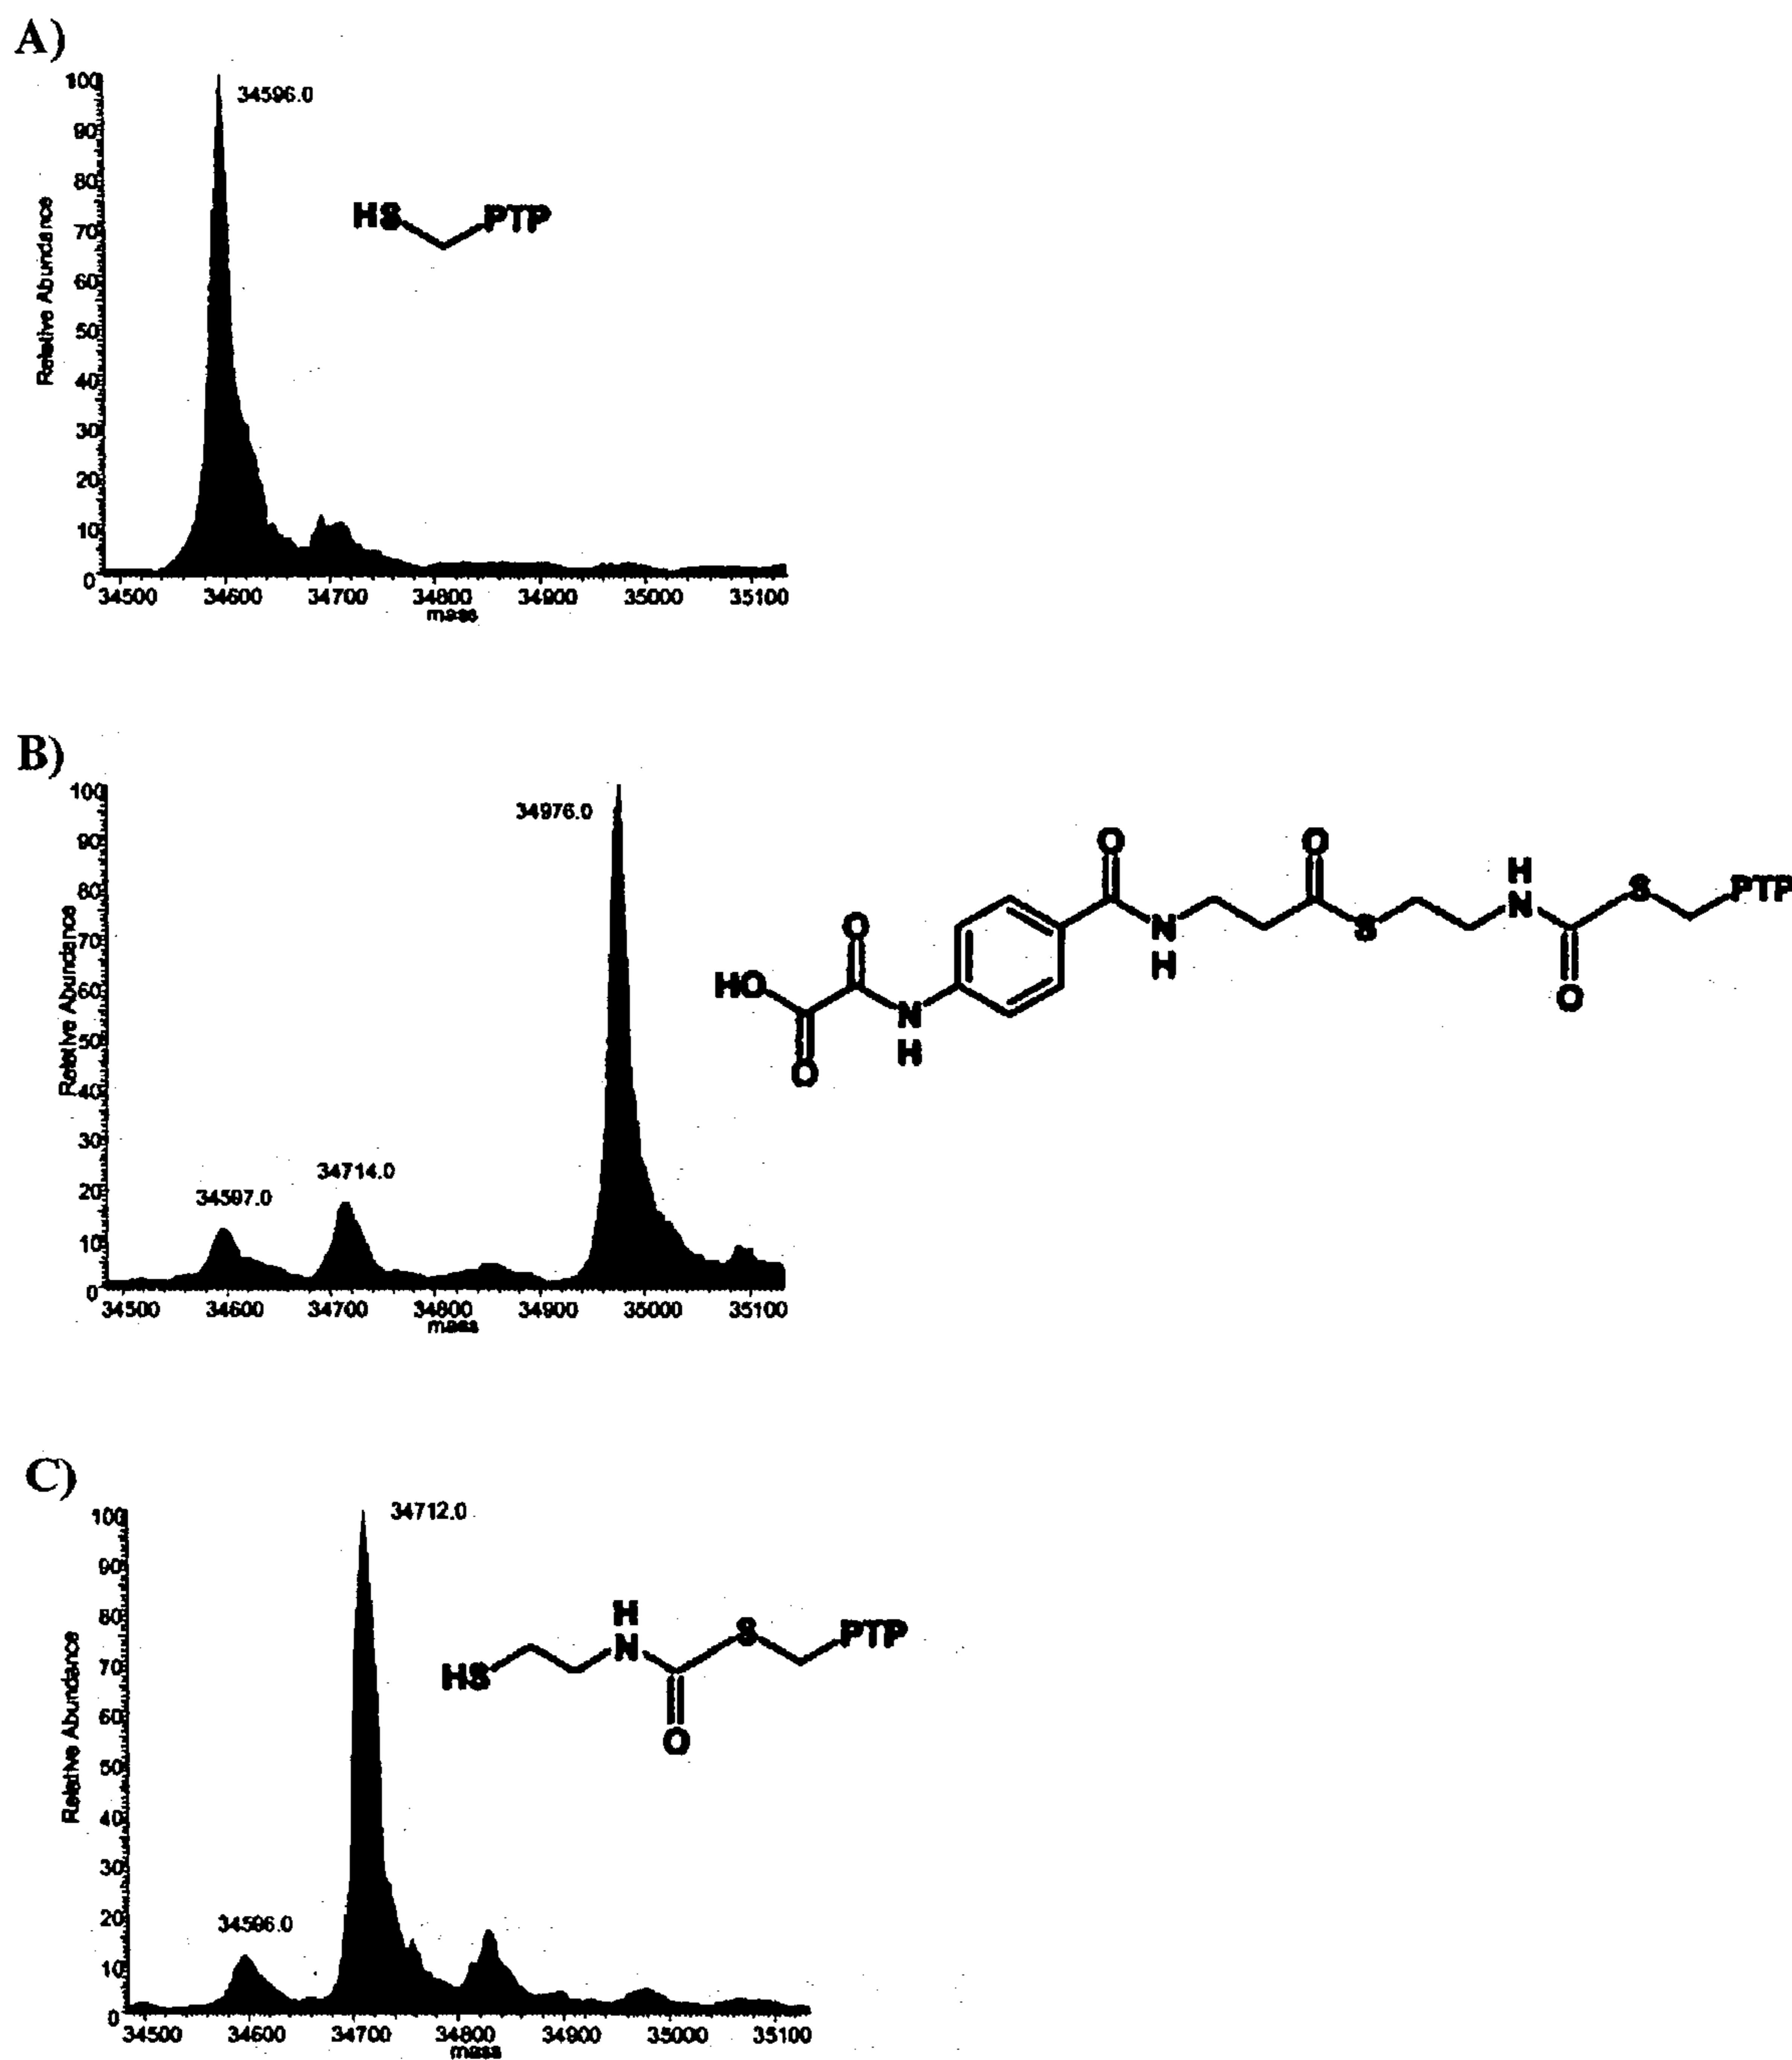 A)
100
34596.0
90
80
HS PTP
70
60
50
40
30
20
10
0
Relative Abundance
34500 34600 34700 34800 34900 35000 35100
mass
B)
100
34976.0
90
80
70
60
50
40
30
20
10
0
Relative Abundance
34714.0
34597.0
34500 34600 34700 34800 34900 35000 35100
mass
O O H
N S PTP
O N S
H O
HO
N
H
O
C)
100
34712.0
90
80
70
60
50
40
30
20
10
0
Relative Abundance
H
N S PTP
HS
O
34596.0
34500 34600 34700 34800 34900 35000 35100
mass